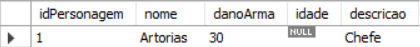 idPersonagem nome danoArma idade descricao
1 Artorias 30 NULL Chefe